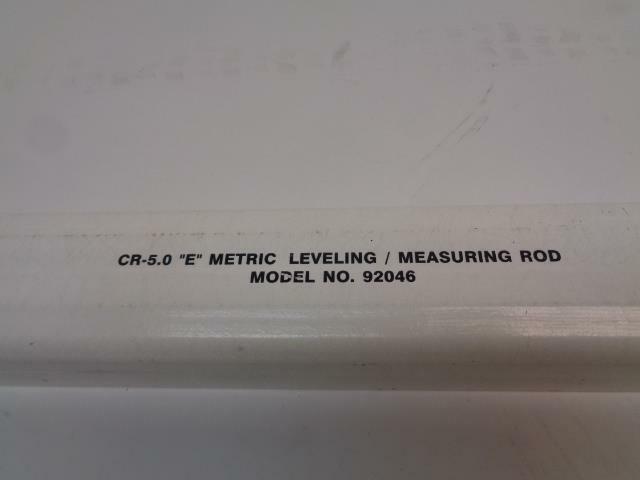 CR-5.0 "E" METRIC LEVELING / MEASURING ROD
MODEL NO. 92046